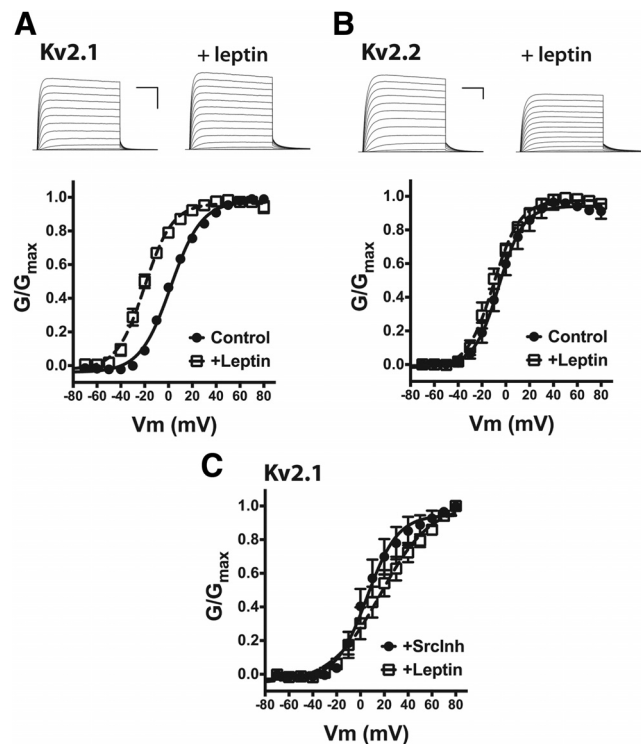 A
Kv2.1
+ leptin
G/Gmax
1.0
0.8
0.6
0.4
0.2
0.0
Control
+Leptin
-80 -60 -40 -20 0 20 40 60 80
Vm (mV)
B
Kv2.2
+ leptin
G/Gmax
1.0
0.8
0.6
0.4
0.2
0.0
Control
+Leptin
-80 -60 -40 -20 0 20 40 60 80
Vm (mV)
C
Kv2.1
G/Gmax
1.0
0.8
0.6
0.4
0.2
0.0
+SrcInh
+Leptin
-80 -60 -40 -20 0 20 40 60 80
Vm (mV)